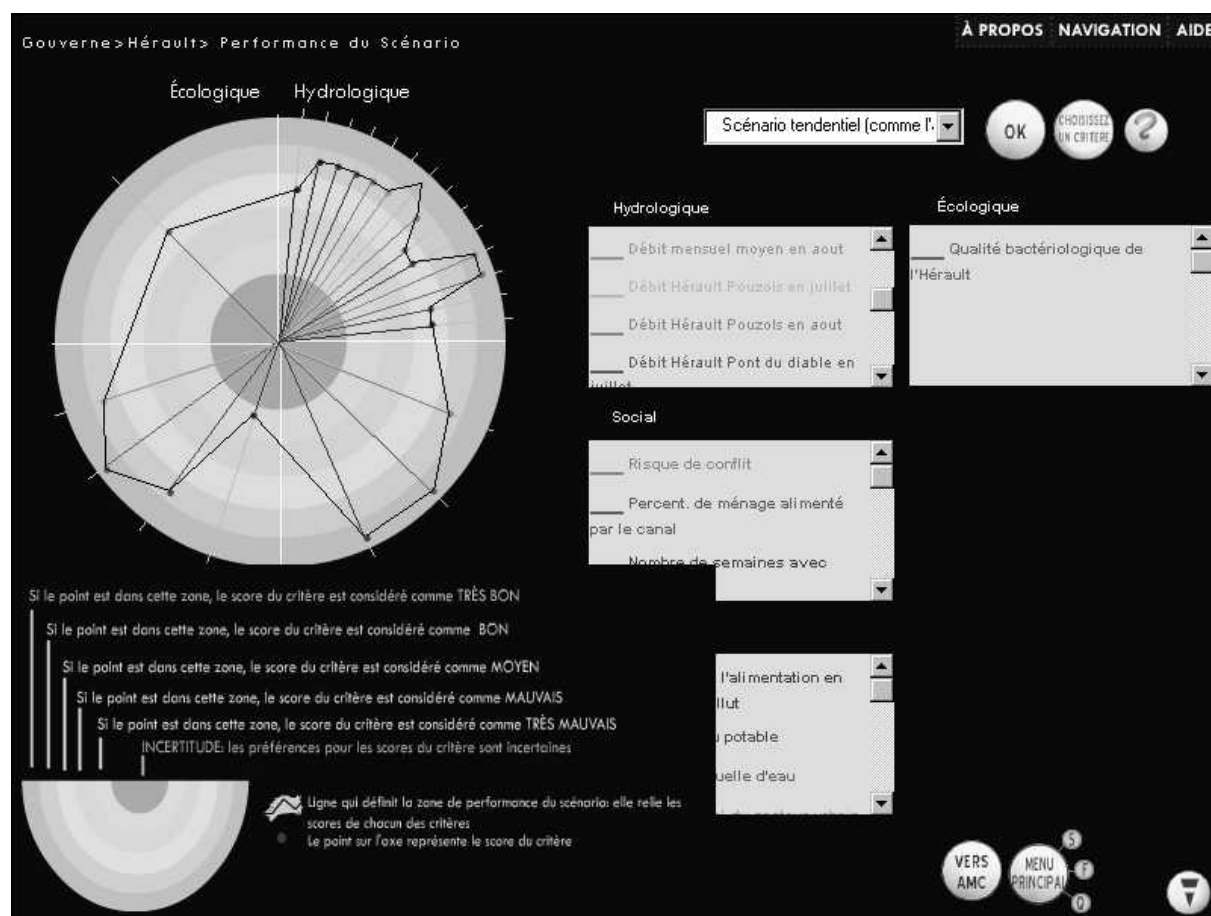 Gouverne>Hérault> Performance du Scénario
À PROPOS NAVIGATION AIDE
Écologique Hydrologique
Scénario tendentiel (comme l'
OK
CHOISISSEZ
UN CRITERE
?
Hydrologique
Débit mensuel moyen en aout
Débit Hérault Pouzols en juillet
Débit Hérault Pouzols en aout
Débit Hérault Pont du diable en
juillet
Écologique
Qualité bactériologique de
l'Hérault
Social
Risque de conflit
Percent. de ménage alimenté
par le canal
Nombre de semaines avec
l'alimentation en
llut
potable
uelle d'eau
Si le point est dans cette zone, le score du critère est considéré comme TRÈS BON
Si le point est dans cette zone, le score du critère est considéré comme BON
Si le point est dans cette zone, le score du critère est considéré comme MOYEN
Si le point est dans cette zone, le score du critère est considéré comme MAUVAIS
Si le point est dans cette zone, le score du critère est considéré comme TRÈS MAUVAIS
INCERTITUDE: les préférences pour les scores du critère sont incertaines
Ligne qui définit la zone de performance du scénario: elle relie les
scores de chacun des critères
Le point sur l'axe représente le score du critère
VERS
AMC
MENU
PRINCIPAL
S
F
Q